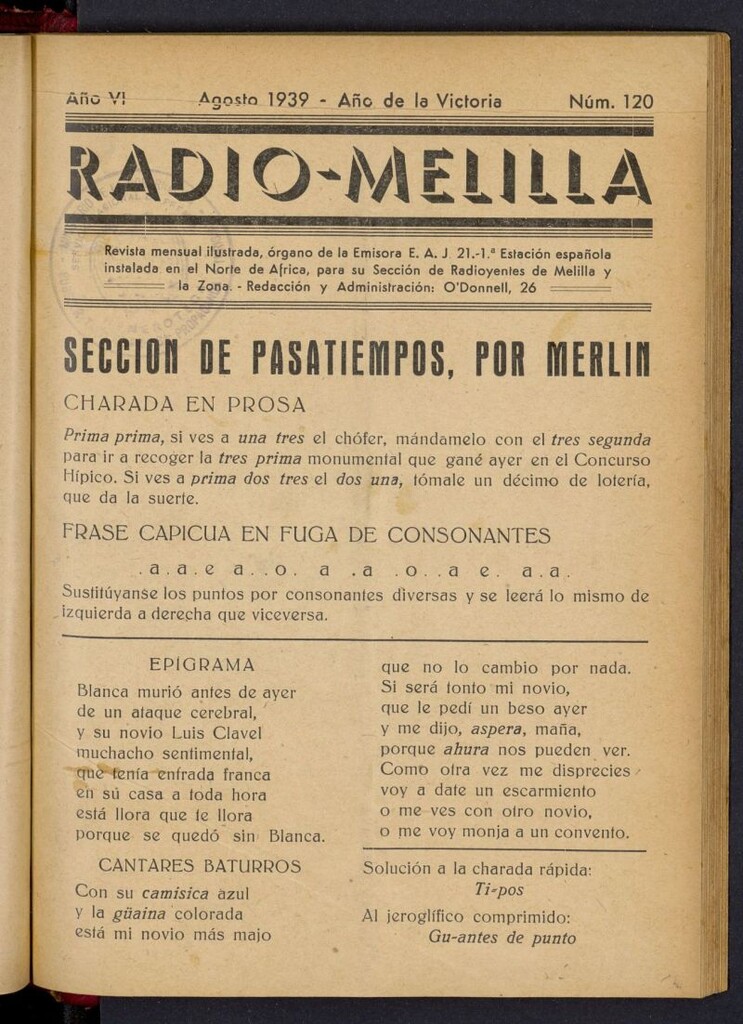 Año VI Agosto 1939 - Año de la Victoria Núm. 120
RADIO-MELILLA
Revista mensual ilustrada, órgano de la Emisora E. A. J 21.-1.ª Estación española
instalada en el Norte de Africa, para su Sección de Radioyentes de Melilla y
la Zona. - Redacción y Administración: O'Donnell, 26
SECCION DE PASATIEMPOS, POR MERLIN
CHARADA EN PROSA
Prima prima, si ves a una tres el chófer, mándamelo con el tres segunda
para ir a recoger la tres prima monumental que gané ayer en el Concurso
Hípico. Si ves a prima dos tres el dos una, tómale un décimo de lotería,
que da la suerte.
FRASE CAPICUA EN FUGA DE CONSONANTES
. a . a . e a . . o . a . a . o . . a e . a . a .
Sustitúyanse los puntos por consonantes diversas y se leerá lo mismo de
izquierda a derecha que viceversa.
EPIGRAMA
Blanca murió antes de ayer
de un ataque cerebral,
y su novio Luis Clavel
muchacho sentimental,
que tenía entrada franca
en su casa a toda hora
está llora que te llora
porque se quedó sin Blanca.
CANTARES BATURROS
Con su camisica azul
y la güaina colorada
está mi novio más majo
que no lo cambio por nada.
Si será tonto mi novio,
que le pedí un beso ayer
y me dijo, aspera, maña,
porque ahura nos pueden ver.
Como otra vez me disprecies
voy a date un escarmiento
o me ves con otro novio,
o me voy monja a un convento.
Solución a la charada rápida:
Ti-pos
Al jeroglífico comprimido:
Gu-antes de punto